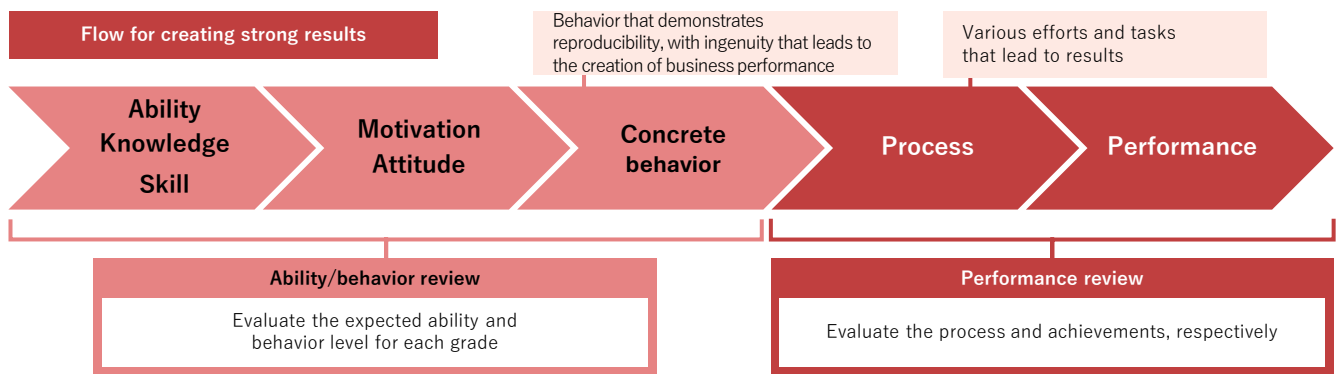 Flow for creating strong results
Behavior that demonstrates
reproducibility, with ingenuity that leads to
the creation of business performance
Various efforts and tasks
that lead to results
Ability
Knowledge
Skill
Motivation
Attitude
Concrete
behavior
Process
Performance
Ability/behavior review
Evaluate the expected ability and
behavior level for each grade
Performance review
Evaluate the process and achievements, respectively